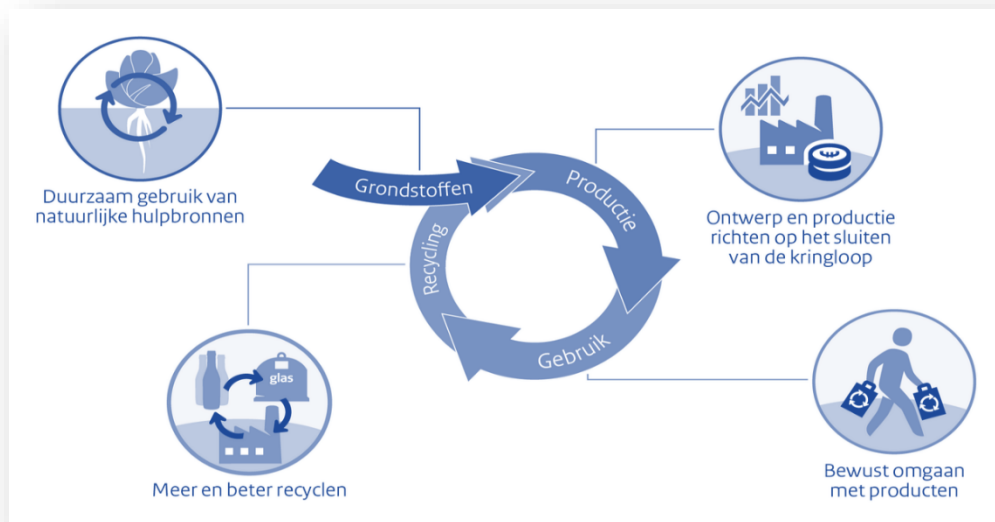 Duurzaam gebruik van
natuurlijke hulpbronnen
Grondstoffen
Productie
Gebruik
Recycling
Ontwerp en productie
richten op het sluiten
van de kringloop
glas
Meer en beter recyclen
Bewust omgaan
met producten